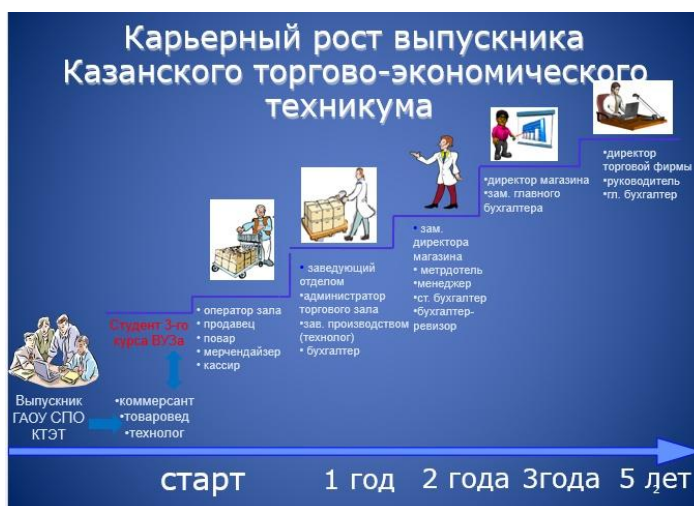 Карьерный рост выпускника
Казанского торгово-экономического
техникума
Выпускник
ГАОУ СПО
КТЭТ
Студент 3-го
курса ВУЗа
•коммерсант
•товаровед
•технолог
• оператор зала
• продавец
• повар
• мерчендайзер
• кассир
• заведующий
отделом
•администратор
торгового зала
•зав. производством
(технолог)
• бухгалтер
• зам.
директора
магазина
• метрдотель
•менеджер
•ст. бухгалтер
•бухгалтер-
ревизор
•директор магазина
•зам. главного
бухгалтера
•директор
торговой фирмы
•руководитель
•гл. бухгалтер
старт 1 год 2 года 3года 5 лет
2